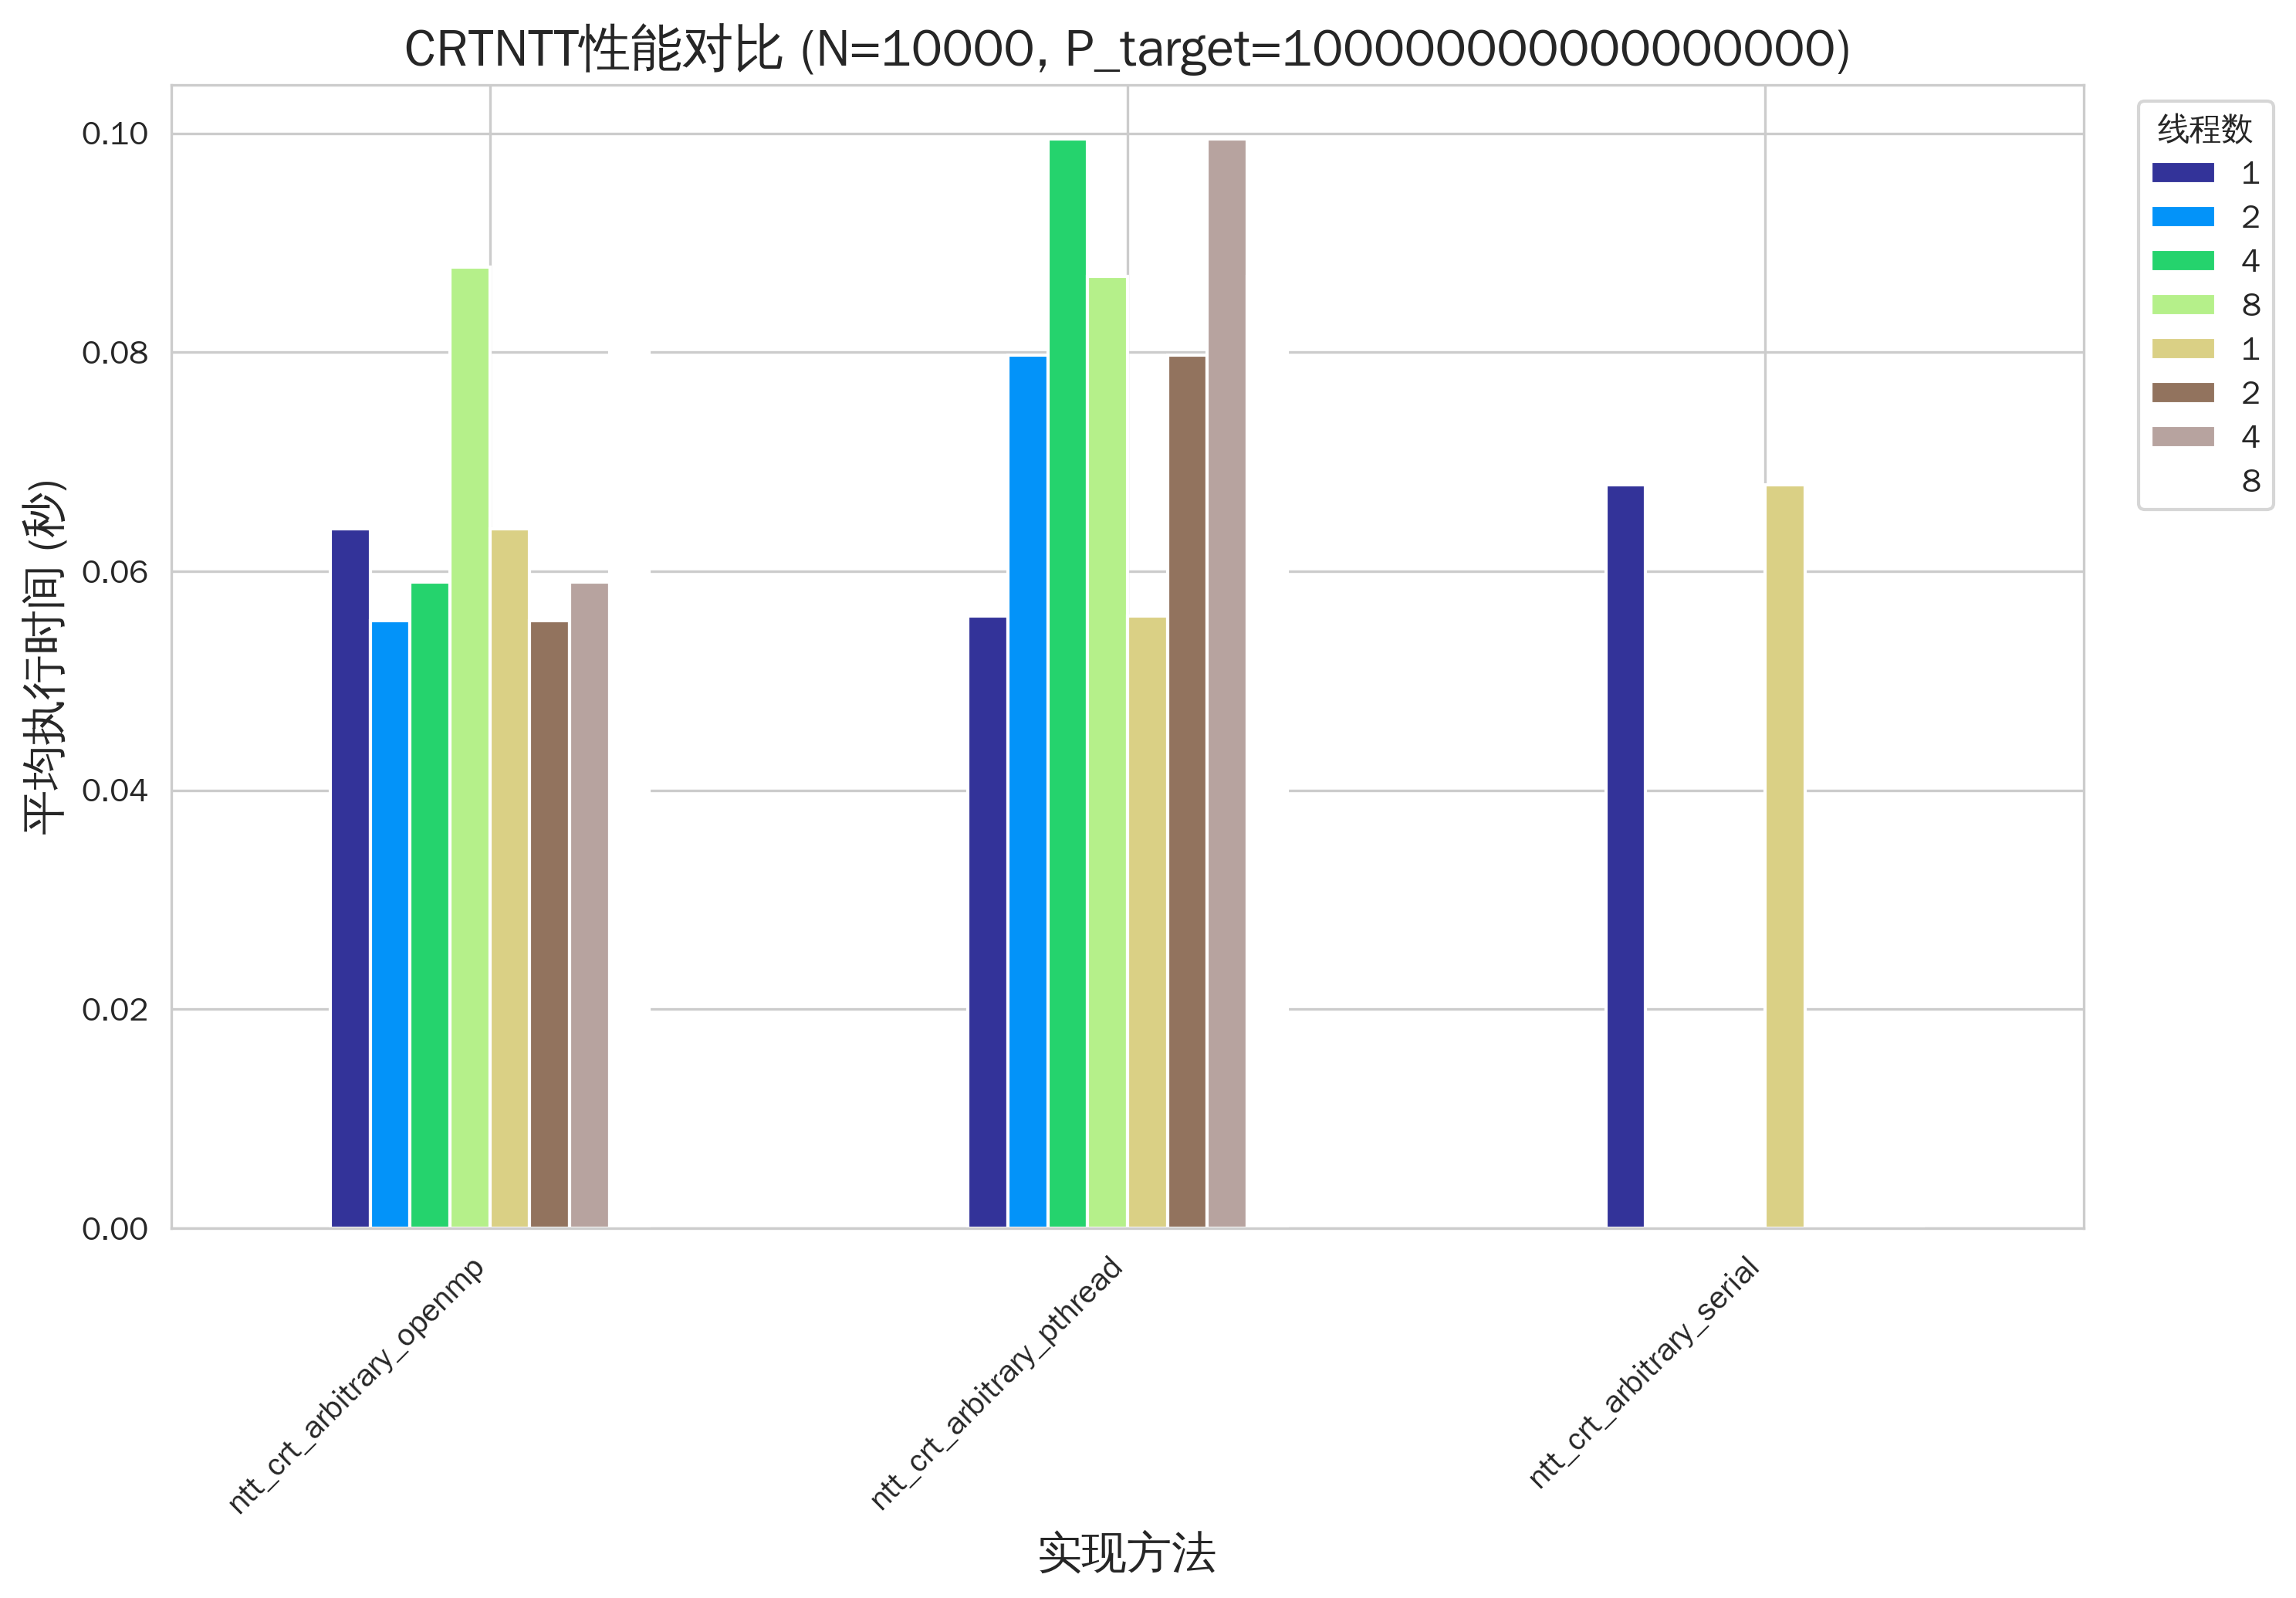 CRTNTT性能对比 (N=10000, P_target=100000000000000000)
线程数
1
2
4
8
1
2
4
8
平均执行时间 (秒)
0.10
0.08
0.06
0.04
0.02
0.00
ntt_crt_arbitrary_openmp
ntt_crt_arbitrary_pthread
ntt_crt_arbitrary_serial
实现方法